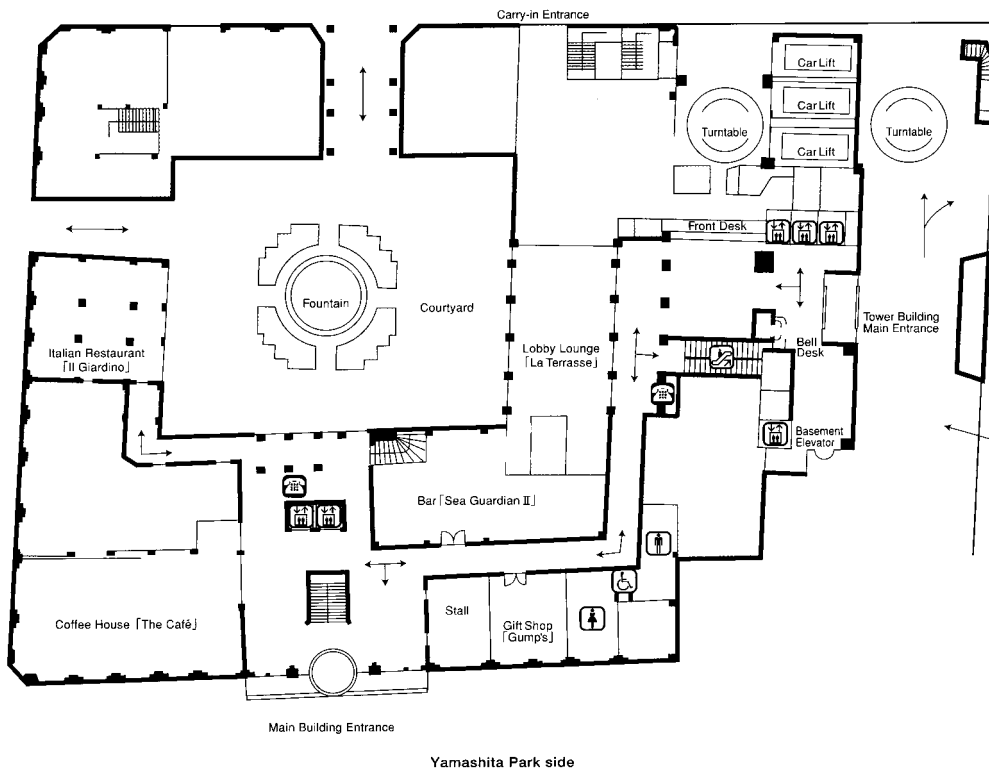 Carry-in Entrance
Car Lift
Car Lift
Turntable
Turntable
Car Lift
Front Desk
Fountain
Courtyard
Tower Building
Main Entrance
Bell
Desk
Lobby Lounge
「La Terrasse」
Italian Restaurant
「Il Giardino」
Basement
Elevator
Bar「Sea Guardian II」
Stall
Gift Shop
「Gump's」
Coffee House「The Café」
Main Building Entrance
Yamashita Park side